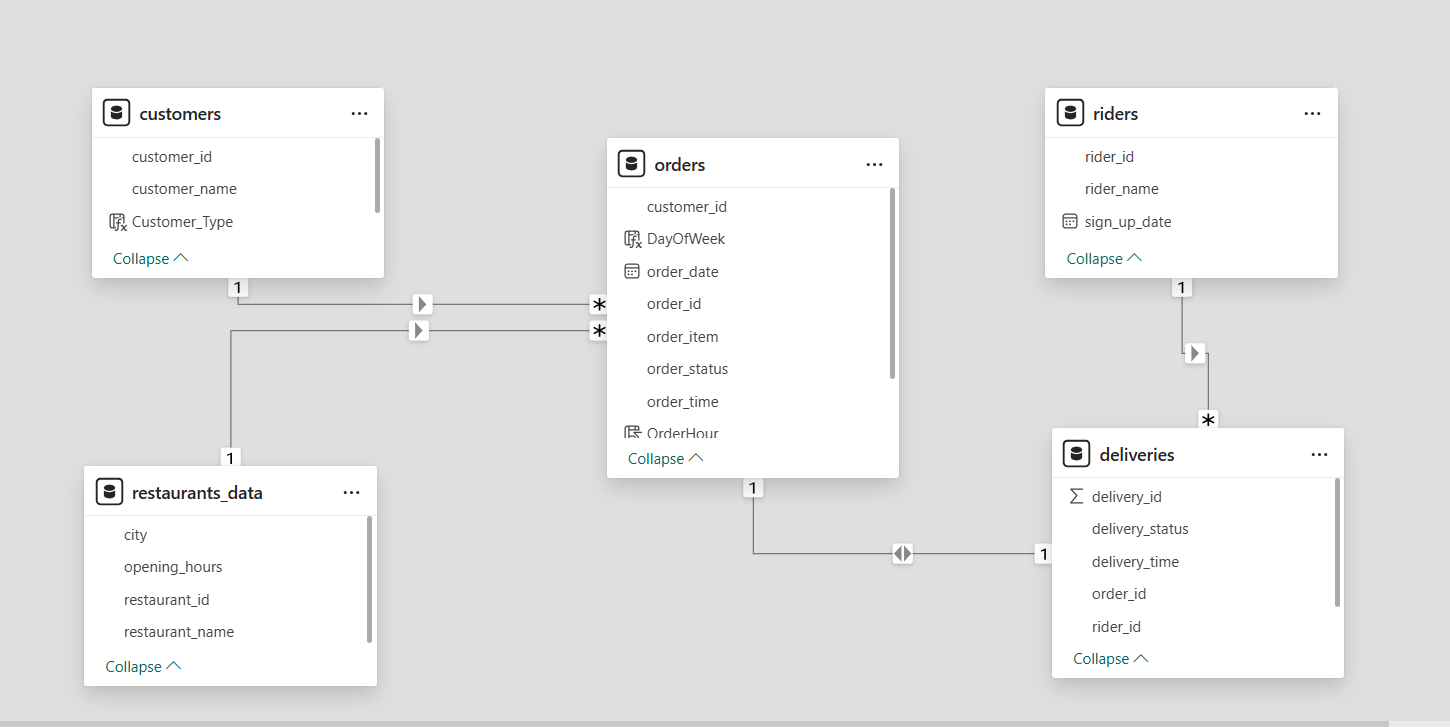 customers
customer_id
customer_name
Customer_Type
Collapse
1
*
orders
customer_id
DayOfWeek
order_date
order_id
order_item
order_status
order_time
OrderHour
Collapse
1
riders
rider_id
rider_name
sign_up_date
Collapse
1
*
*
1
restaurants_data
city
opening_hours
restaurant_id
restaurant_name
Collapse
deliveries
Σ delivery_id
delivery_status
delivery_time
order_id
rider_id
Collapse
1